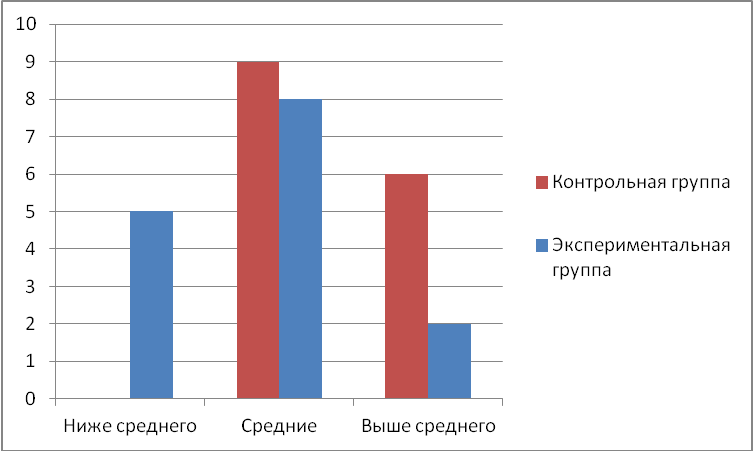 10
9
8
7
6
5
4
3
2
1
0
Ниже среднего
Средние
Выше среднего
Контрольная группа
Экспериментальная
группа